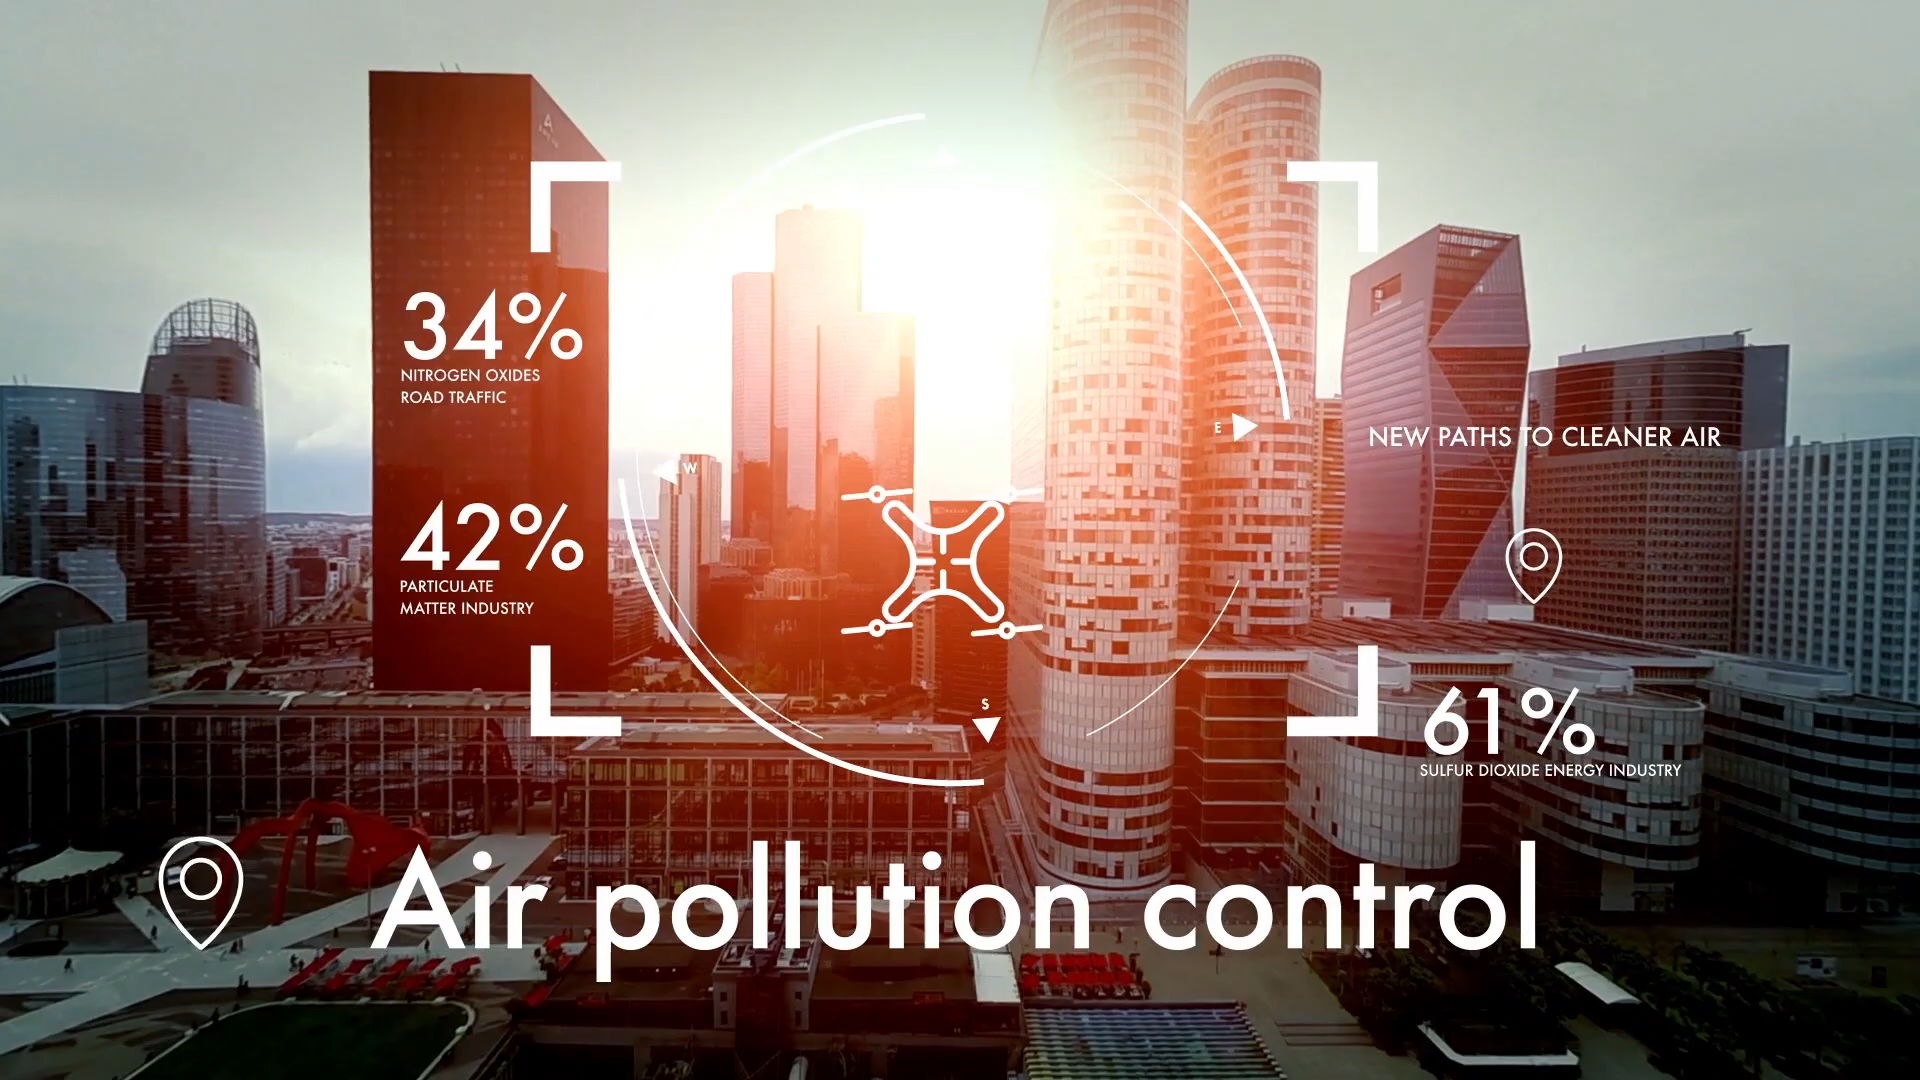 34%
NITROGEN OXIDES
ROAD TRAFFIC
E
NEW PATHS TO CLEANER AIR
W
42%
PARTICULATE
MATTER INDUSTRY
S
61%
SULFUR DIOXIDE ENERGY INDUSTRY
Air pollution control